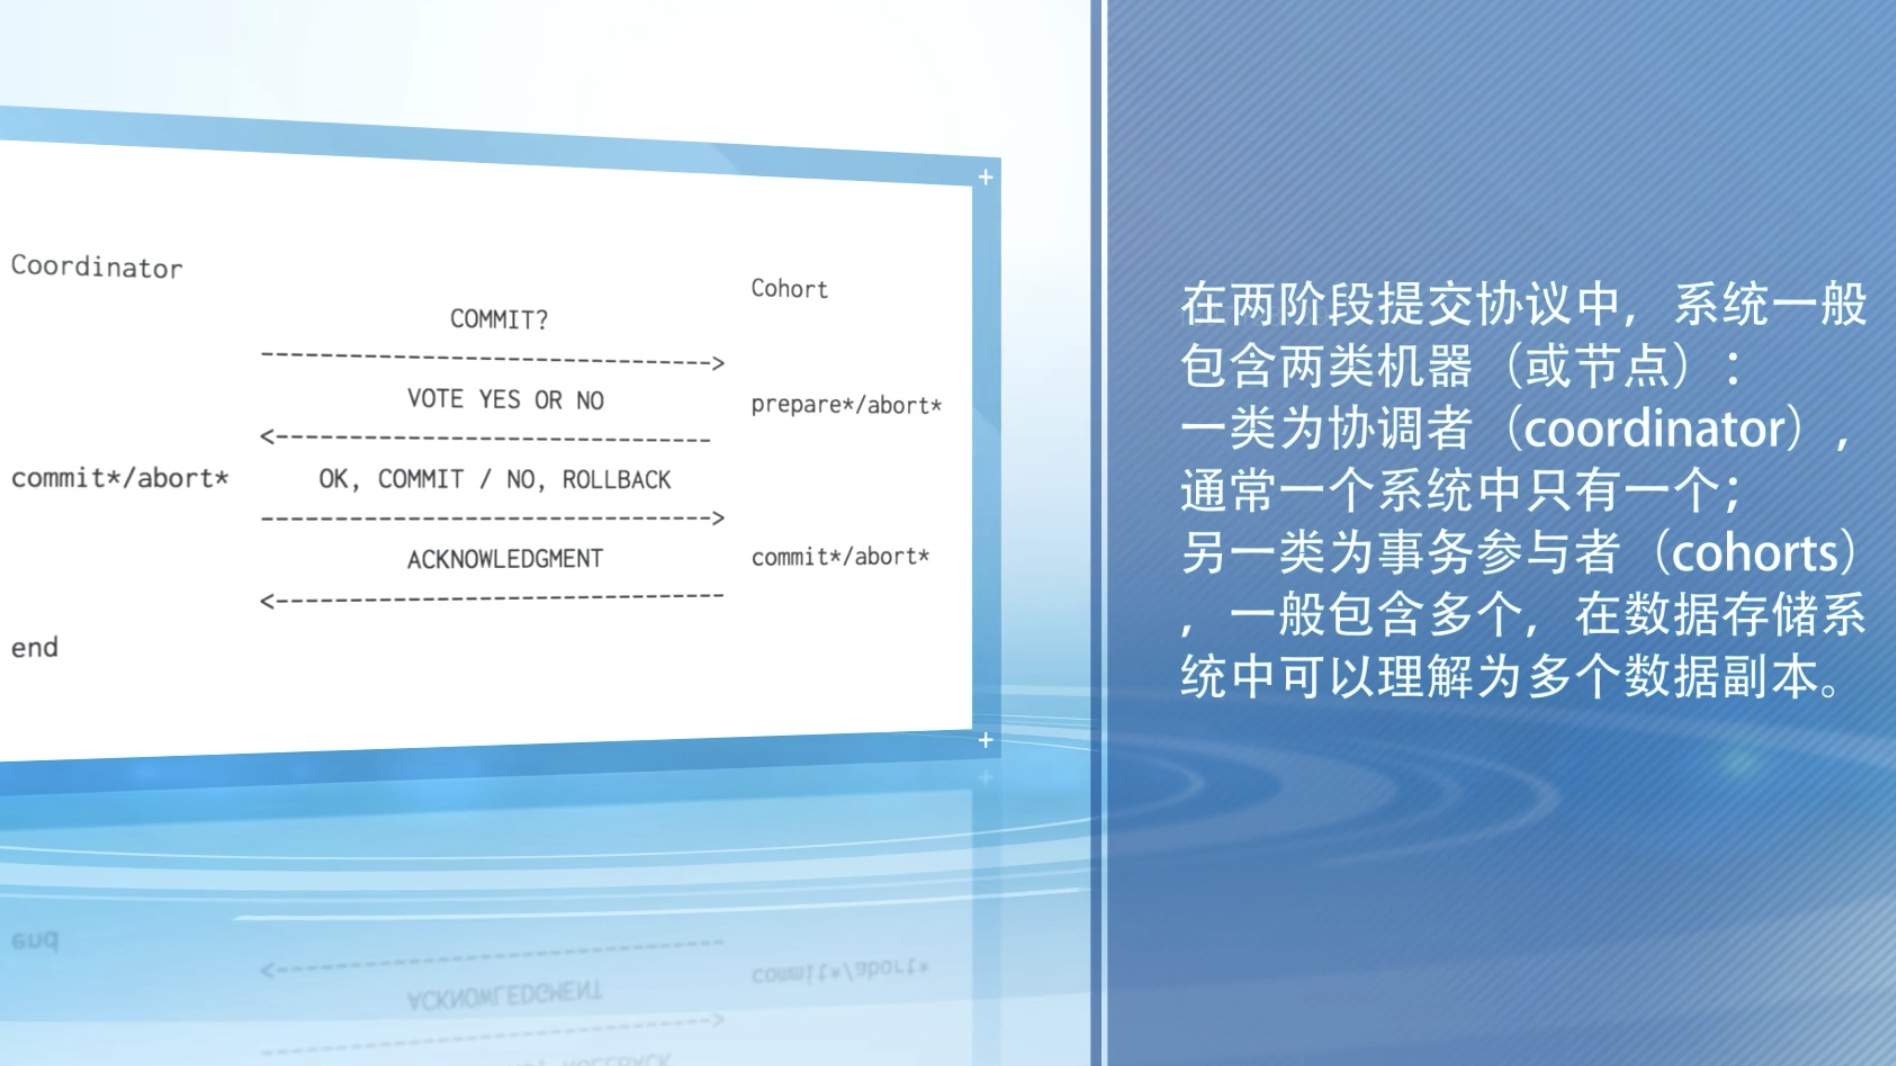 Coordinator
Cohort
COMMIT?
-------------------------------->
VOTE YES OR NO
prepare*/abort*
<-------------------------------
commit*/abort*
OK, COMMIT / NO, ROLLBACK
-------------------------------->
ACKNOWLEDGMENT
commit*/abort*
<--------------------------------
end
在两阶段提交协议中，系统一般
包含两类机器（或节点）：
一类为协调者（coordinator），
通常一个系统中只有一个；
另一类为事务参与者（cohorts）
，一般包含多个，在数据存储系
统中可以理解为多个数据副本。